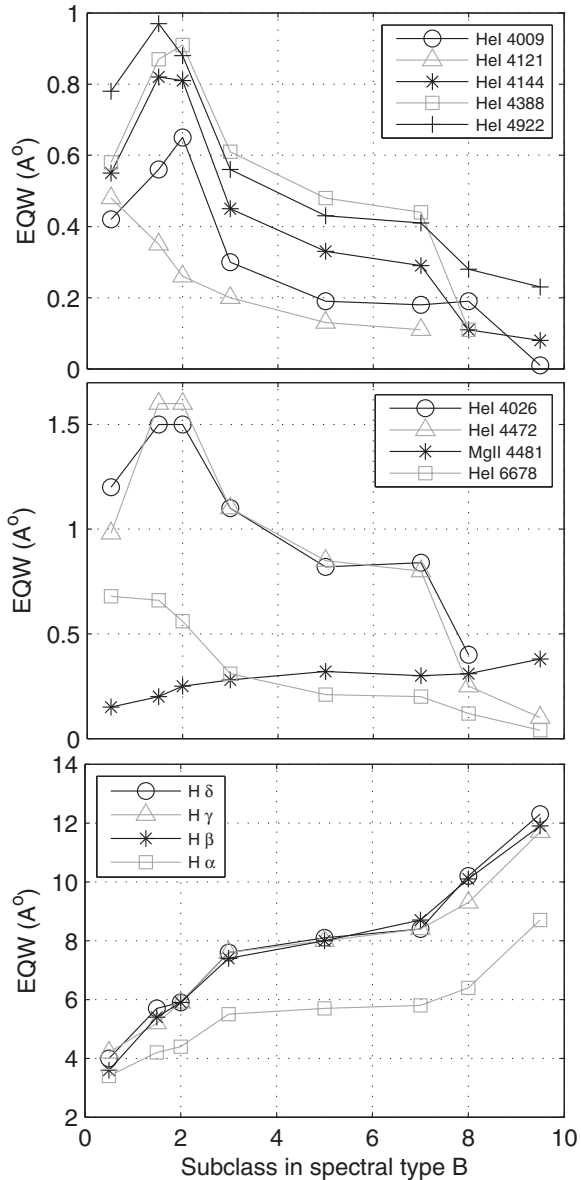 1
0.8
0.6
0.4
0.2
0
EQW (A°)
HeI 4009
HeI 4121
HeI 4144
HeI 4388
HeI 4922
1.5
1
0.5
0
EQW (A°)
HeI 4026
HeI 4472
MgII 4481
HeI 6678
14
12
10
8
6
4
2
EQW (A°)
H δ
H γ
H β
H α
0 2 4 6 8 10
Subclass in spectral type B